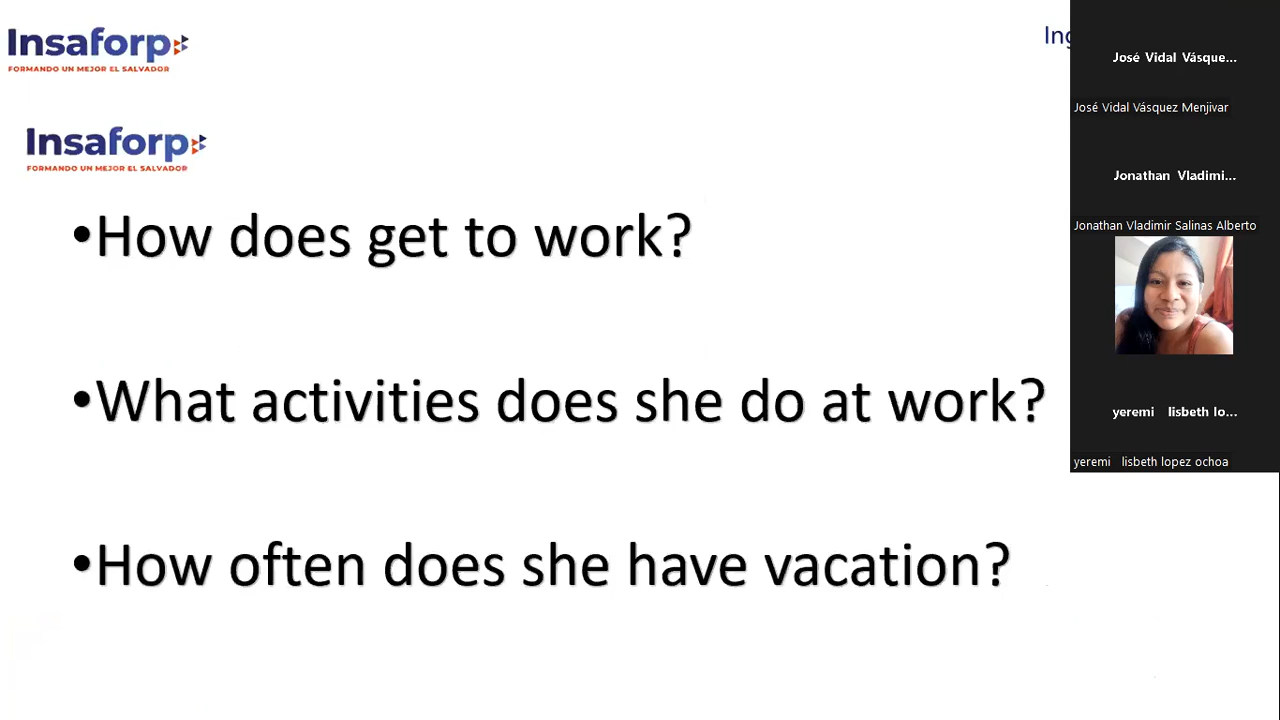 Insaforp
FORMANDO UN MEJOR EL SALVADOR
Insaforp
FORMANDO UN MEJOR EL SALVADOR
•How does get to work?
•What activities does she do at work?
•How often does she have vacation?
José Vidal Vásque...
José Vidal Vásquez Menjivar
Jonathan Vladimi...
Jonathan Vladimir Salinas Alberto
yeremi lisbeth lo...
yeremi lisbeth lopez ochoa